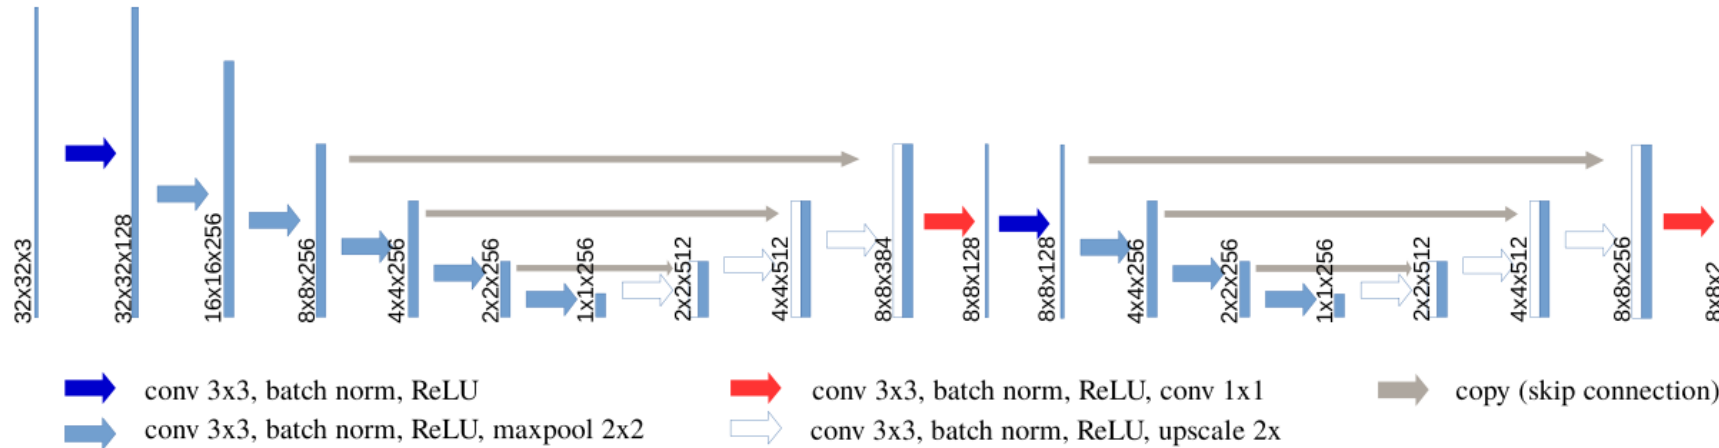 32x32x3
32x32x128
16x16x256
8x8x256
4x4x256
2x2x256
1x1x256
2x2x512
4x4x512
8x8x384
8x8x128
8x8x128
4x4x256
2x2x256
1x1x256
2x2x512
4x4x512
8x8x256
8x8x2
conv 3x3, batch norm, ReLU
conv 3x3, batch norm, ReLU, conv 1x1
copy (skip connection)
conv 3x3, batch norm, ReLU, maxpool 2x2
conv 3x3, batch norm, ReLU, upscale 2x